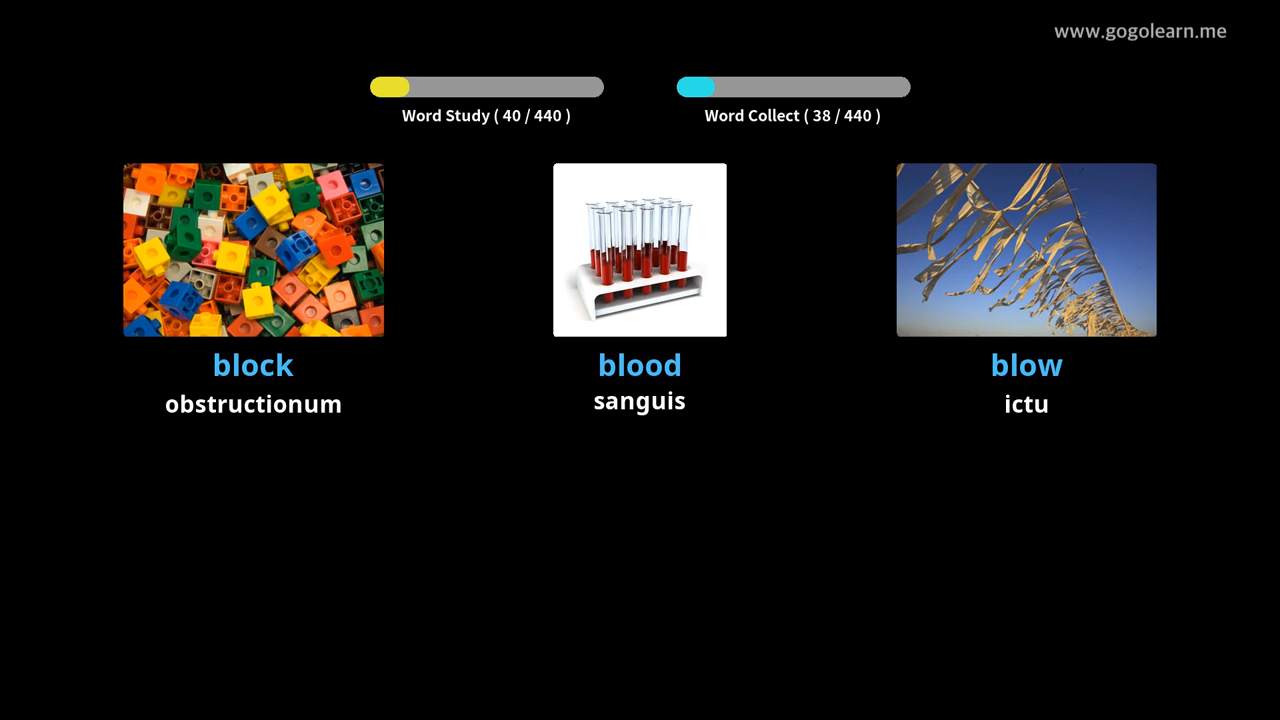 www.gogolearn.me
Word Study ( 40 / 440 )
Word Collect ( 38 / 440 )
block
obstructionum
blood
sanguis
blow
ictu